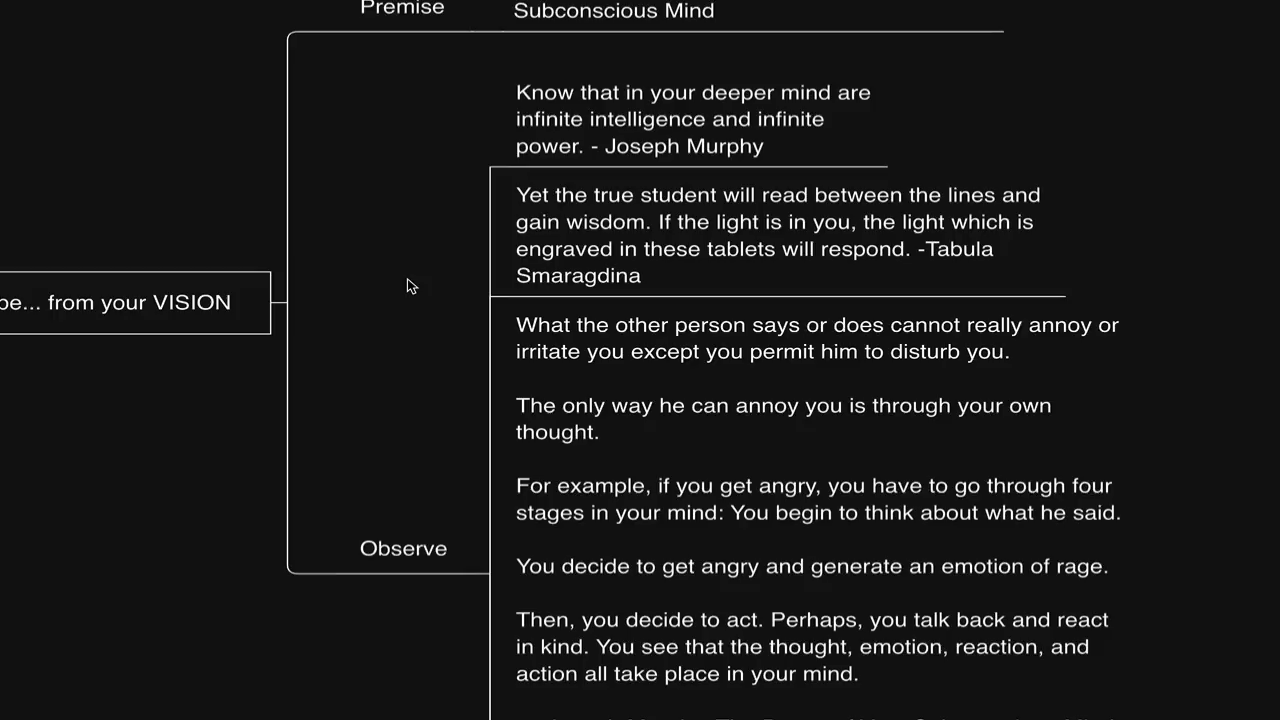 Premise
Subconscious Mind
Know that in your deeper mind are
infinite intelligence and infinite
power. - Joseph Murphy
Yet the true student will read between the lines and
gain wisdom. If the light is in you, the light which is
engraved in these tablets will respond. -Tabula
Smaragdina
be... from your VISION
What the other person says or does cannot really annoy or
irritate you except you permit him to disturb you.
The only way he can annoy you is through your own
thought.
For example, if you get angry, you have to go through four
stages in your mind: You begin to think about what he said.
Observe
You decide to get angry and generate an emotion of rage.
Then, you decide to act. Perhaps, you talk back and react
in kind. You see that the thought, emotion, reaction, and
action all take place in your mind.